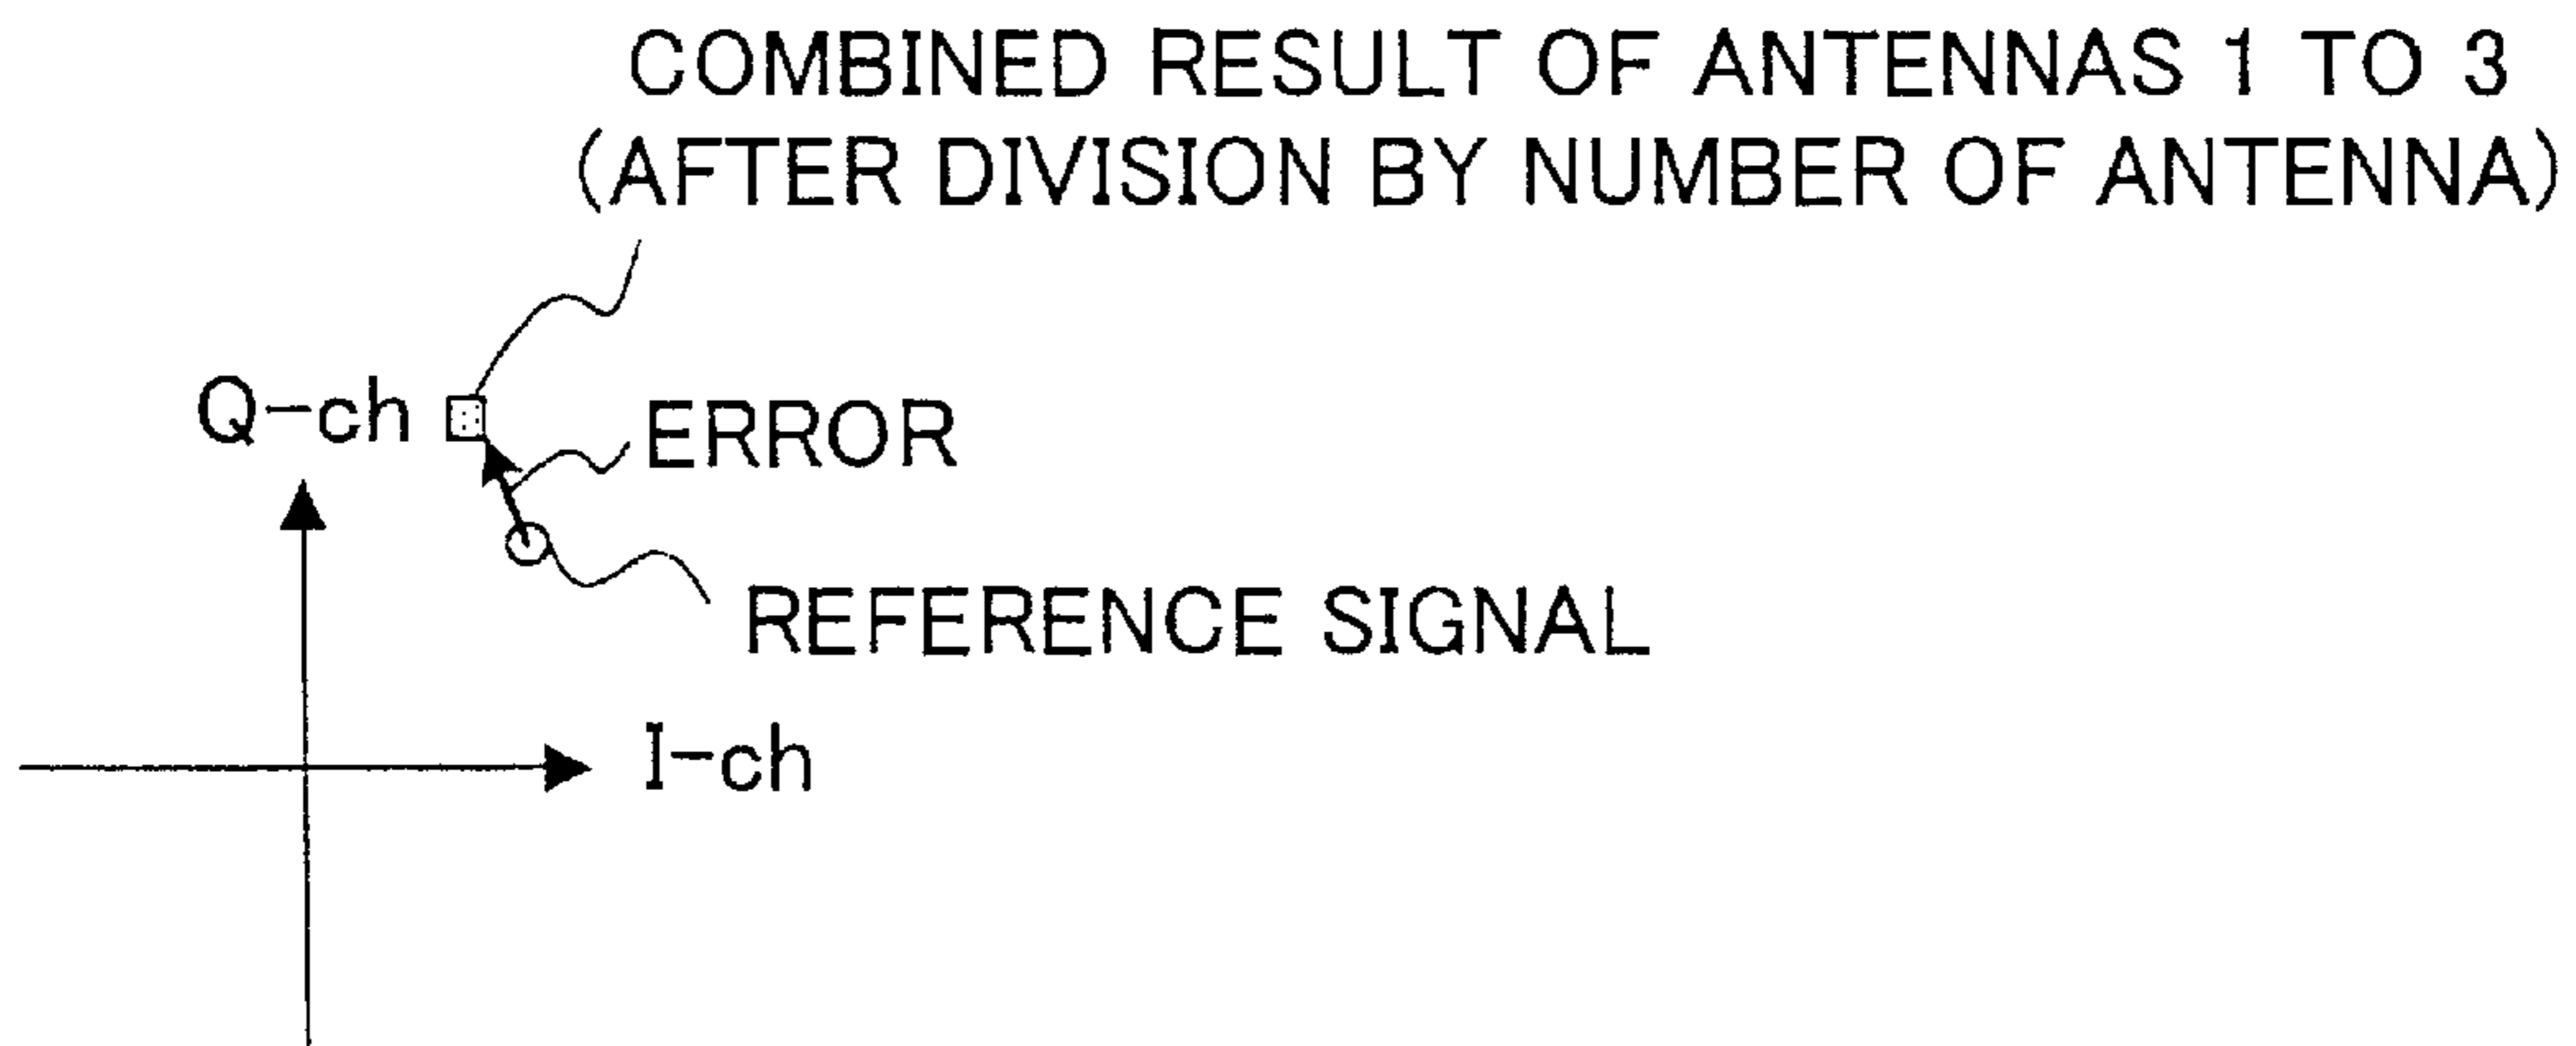 COMBINED RESULT OF ANTENNAS 1 TO 3
(AFTER DIVISION BY NUMBER OF ANTENNA)
Q-ch
ERROR
REFERENCE SIGNAL
I-ch